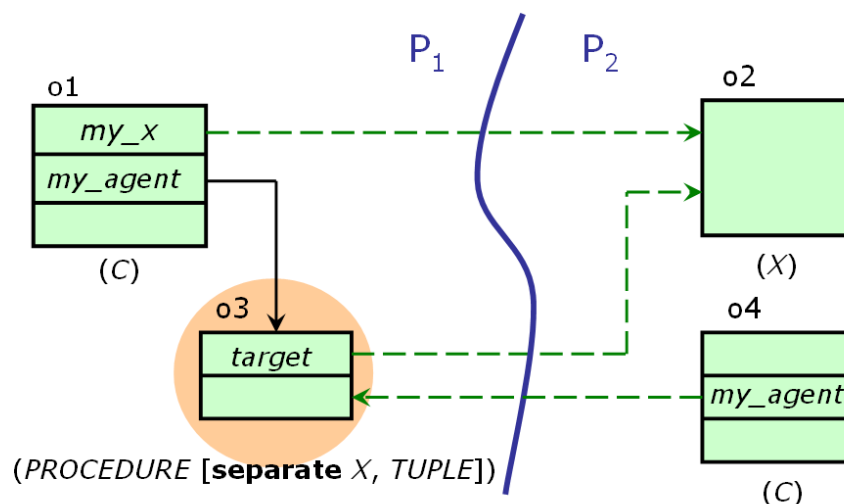 P1 P2
o1
my_x
my_agent
(C)
o2
(X)
o3
target
(PROCEDURE [separate X, TUPLE])
o4
my_agent
(C)